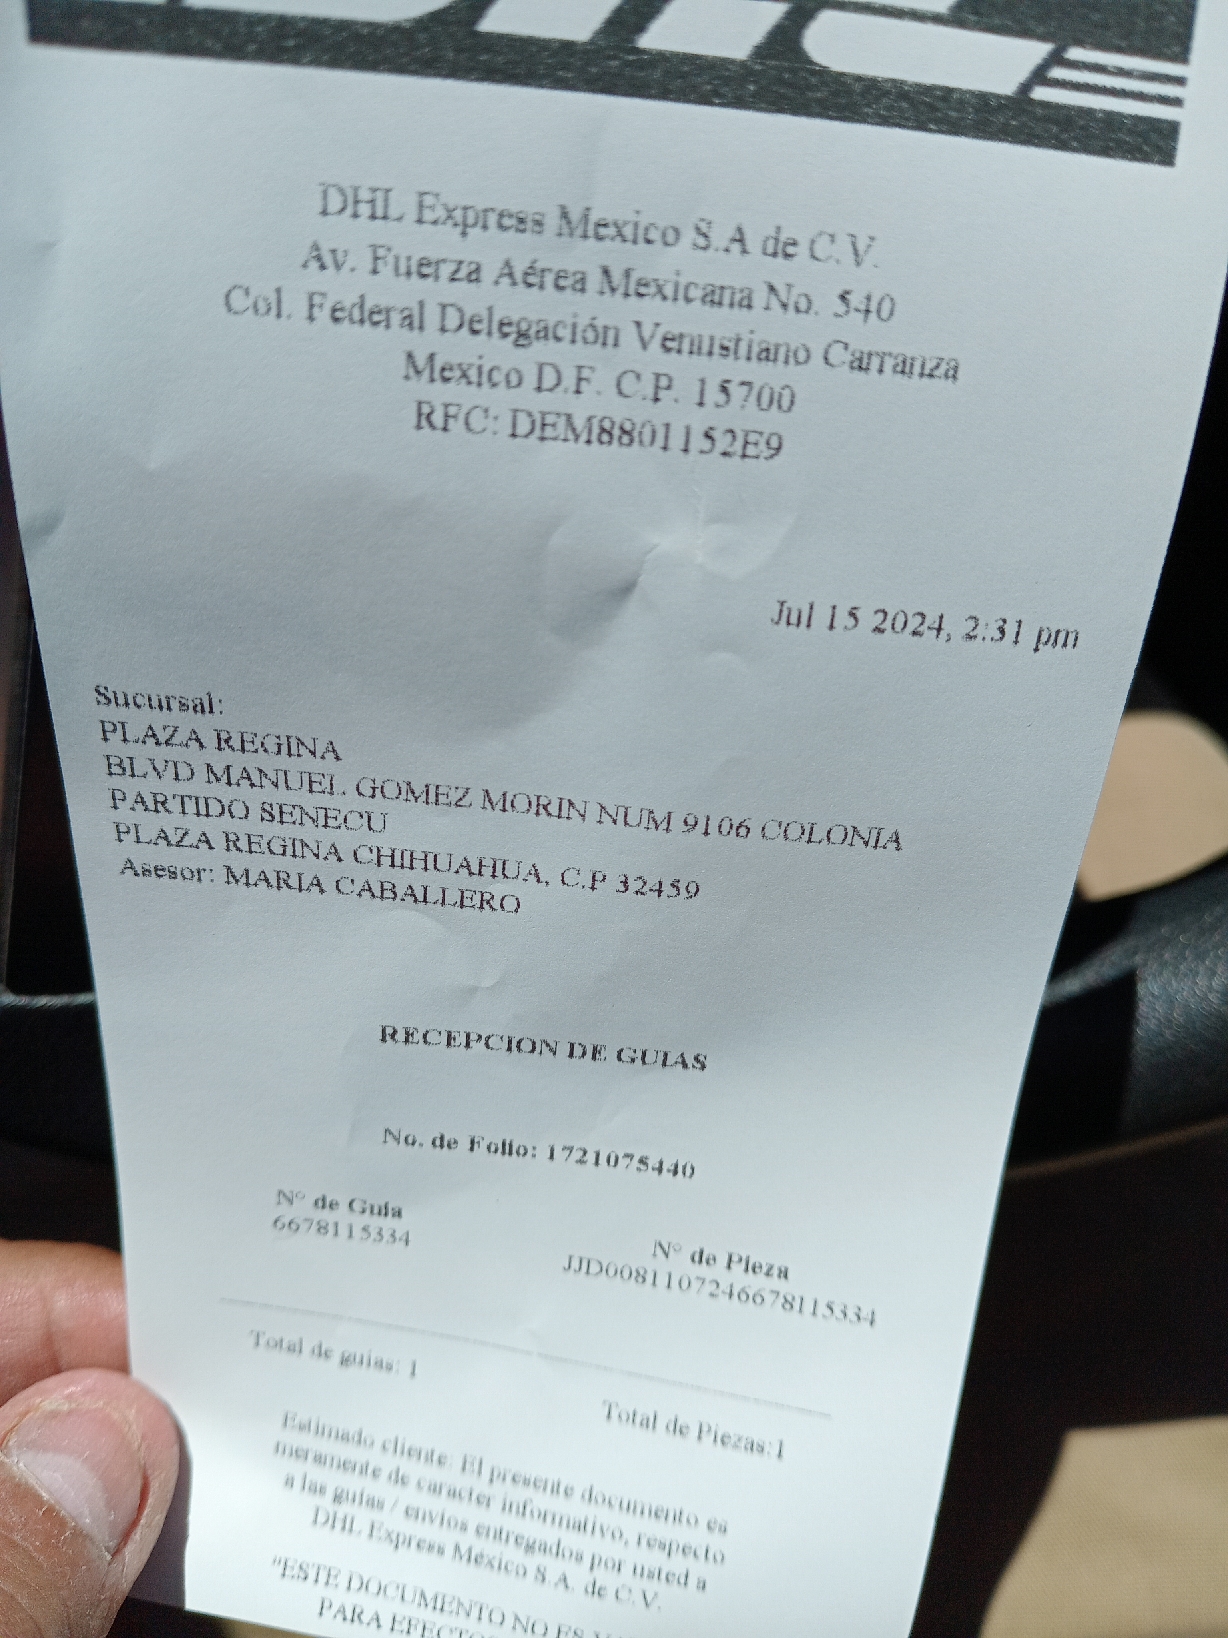 DHL Express Mexico S.A de C.V.
Av. Fuerza Aérea Mexicana No. 540
Col. Federal Delegación Venustiano Carranza
Mexico D.F. C.P. 15700
RFC: DEM8801152E9
Jul 15 2024, 2:31 pm
Sucursal:
PLAZA REGINA
BLVD MANUEL GOMEZ MORIN NUM 9106 COLONIA
PARTIDO SENECU
PLAZA REGINA CHIHUAHUA, C.P 32459
Asesor: MARIA CABALLERO
RECEPCION DE GUIAS
No. de Folio: 1721075440
N° de Guia
6678115334
N° de Pieza
JJD0081107246678115334
Total de guias: 1
Total de Piezas:1
Estimado cliente: El presente documento es
meramente de caracter informativo, respecto
a las guías / envíos entregados por usted a
DHL Express México S.A. de C.V.
"ESTE DOCUMENTO NO ES
PARA